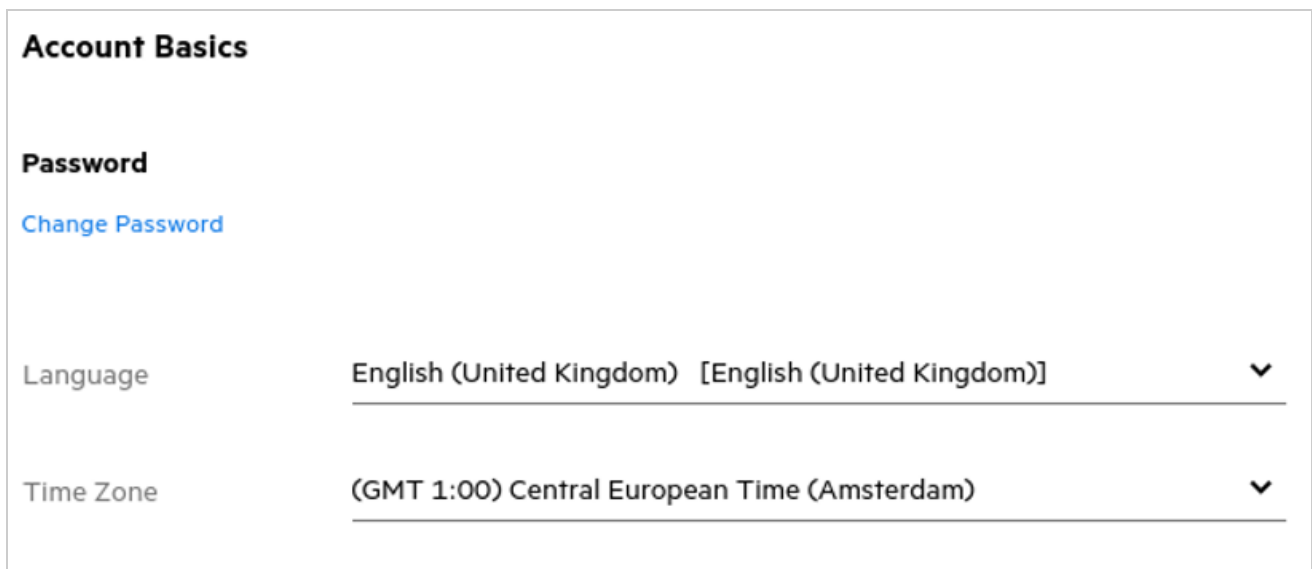 Account Basics
Password
Change Password
Language English (United Kingdom) [English (United Kingdom)]
Time Zone (GMT 1:00) Central European Time (Amsterdam)